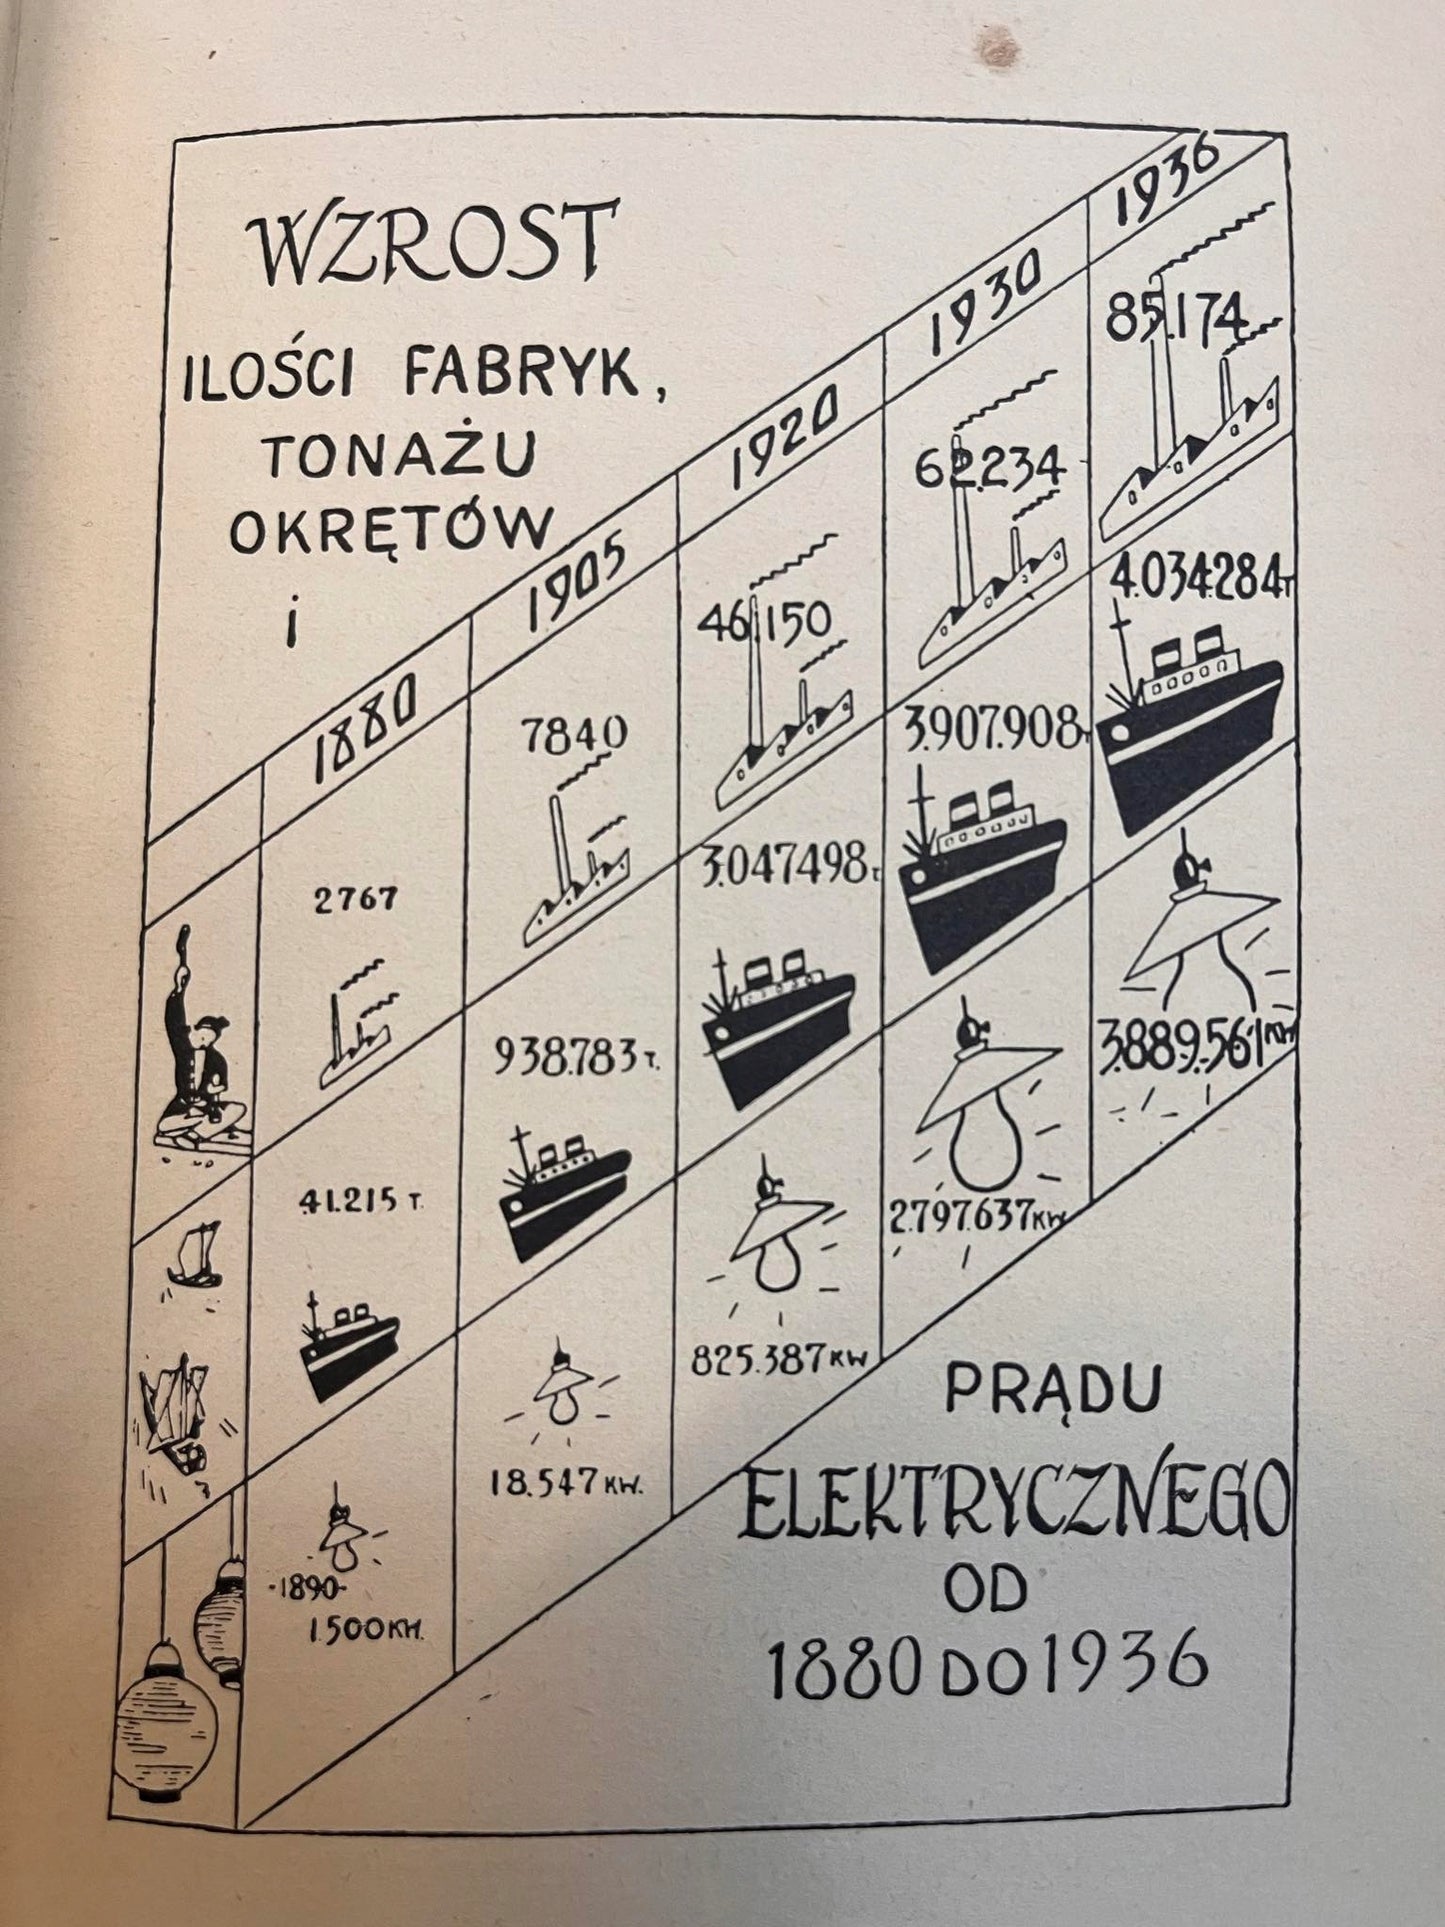 WZROST
ILOŚCI FABRYK,
TONAŻU
OKRĘTÓW
i
1880
1905
1920
1930
1936
2767
7840
46.150
62.234
85.174
41.215 T.
938.783 T.
3.047.498 T.
3.907.908 T.
4.034.284 T
-1890-
1.500 KW.
18.547 KW.
825.387 KW
2.797.637 KW
3.889.561 KW
PRĄDU
ELEKTRYCZNEGO
OD
1880 DO 1936